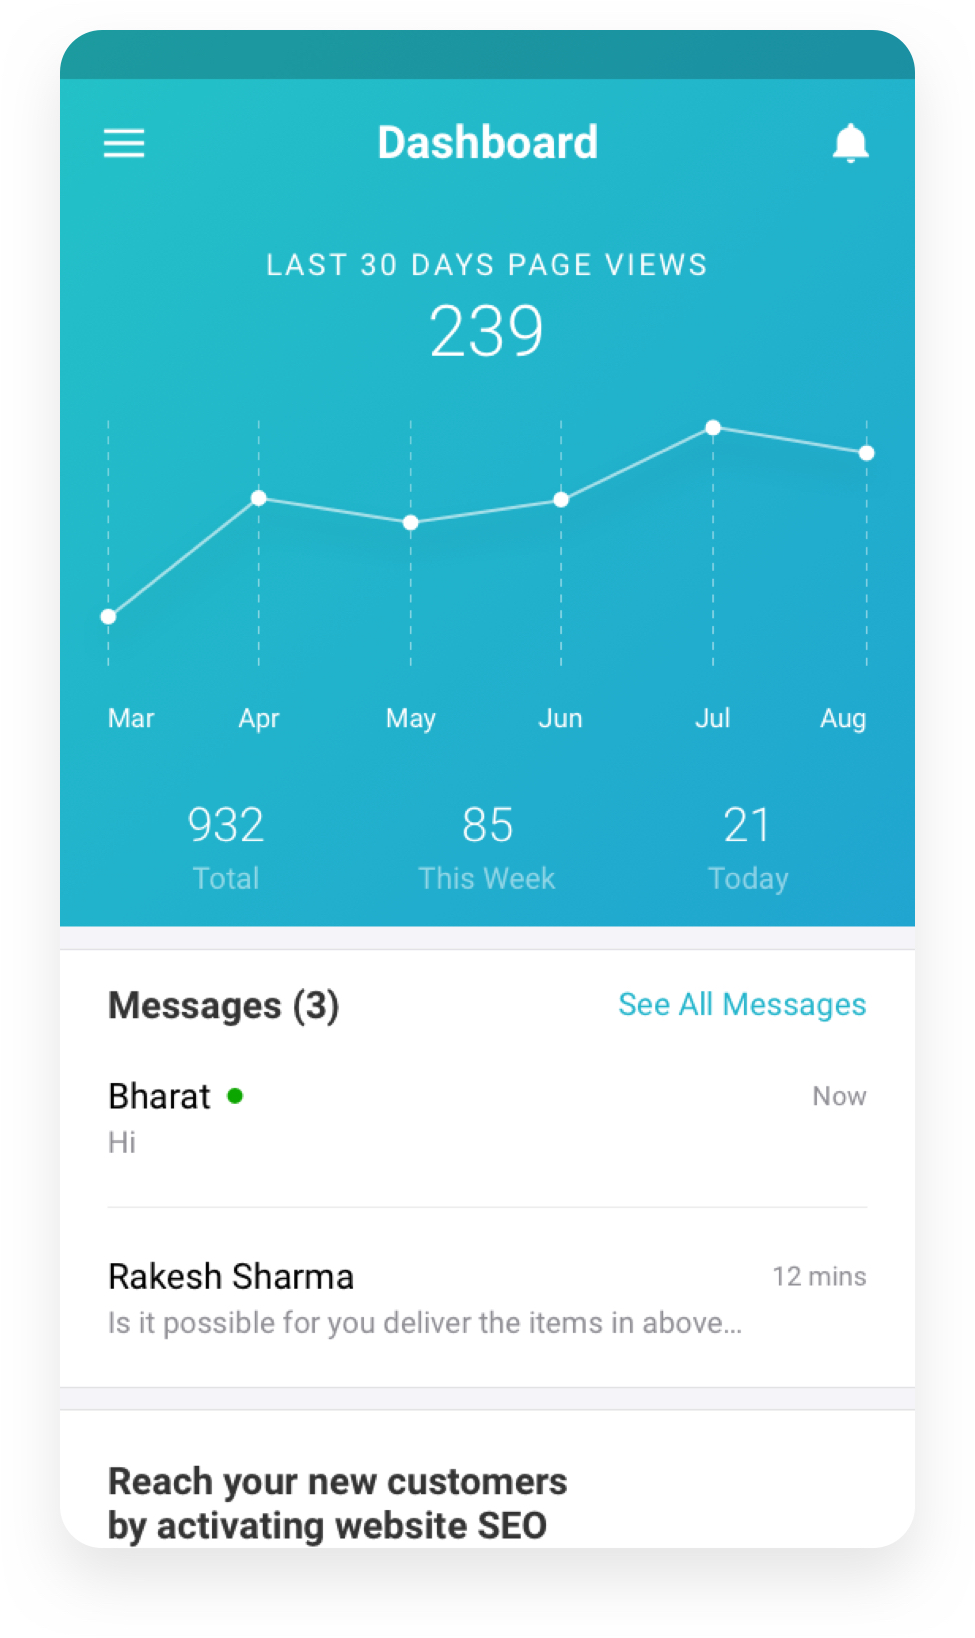 Dashboard
LAST 30 DAYS PAGE VIEWS
239
Mar Apr May Jun Jul Aug
932 85 21
Total This Week Today
Messages (3) See All Messages
Bharat Now
Hi
Rakesh Sharma 12 mins
Is it possible for you deliver the items in above...
Reach your new customers
by activating website SEO